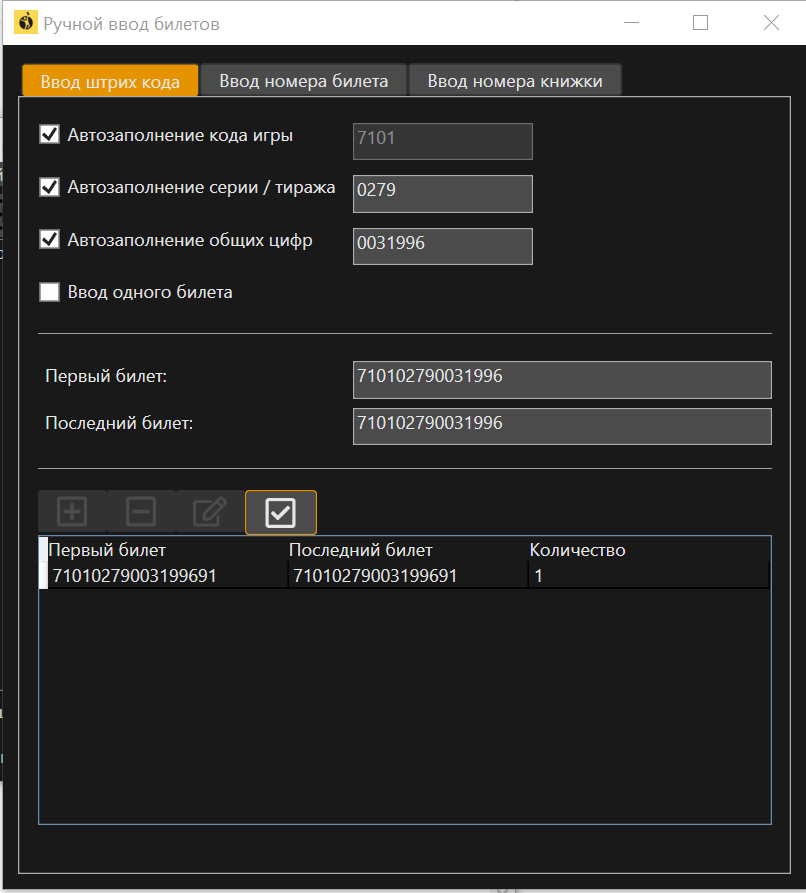 Ручной ввод билетов
Ввод штрих кода Ввод номера билета Ввод номера книжки
Автозаполнение кода игры 7101
Автозаполнение серии / тиража 0279
Автозаполнение общих цифр 0031996
Ввод одного билета
Первый билет: 710102790031996
Последний билет: 710102790031996
Первый билет Последний билет Количество
71010279003199691 71010279003199691 1